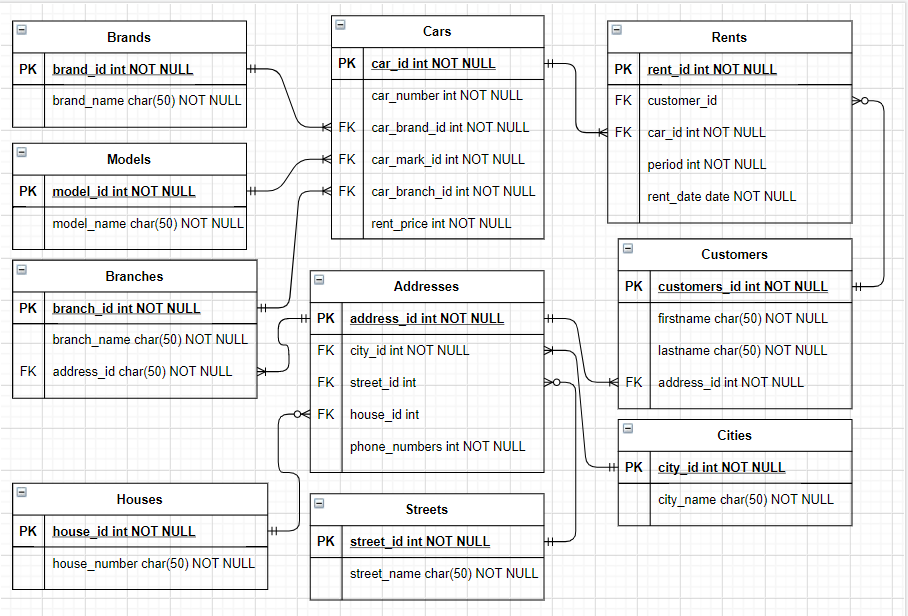 Brands
PK brand_id int NOT NULL
brand_name char(50) NOT NULL
Models
PK model_id int NOT NULL
model_name char(50) NOT NULL
Branches
PK branch_id int NOT NULL
branch_name char(50) NOT NULL
FK address_id char(50) NOT NULL
Houses
PK house_id int NOT NULL
house_number char(50) NOT NULL
Cars
PK car_id int NOT NULL
car_number int NOT NULL
FK car_brand_id int NOT NULL
FK car_mark_id int NOT NULL
FK car_branch_id int NOT NULL
rent_price int NOT NULL
Addresses
PK address_id int NOT NULL
FK city_id int NOT NULL
FK street_id int
FK house_id int
phone_numbers int NOT NULL
Streets
PK street_id int NOT NULL
street_name char(50) NOT NULL
Rents
PK rent_id int NOT NULL
FK customer_id
FK car_id int NOT NULL
period int NOT NULL
rent_date date NOT NULL
Customers
PK customers_id int NOT NULL
firstname char(50) NOT NULL
lastname char(50) NOT NULL
FK address_id int NOT NULL
Cities
PK city_id int NOT NULL
city_name char(50) NOT NULL